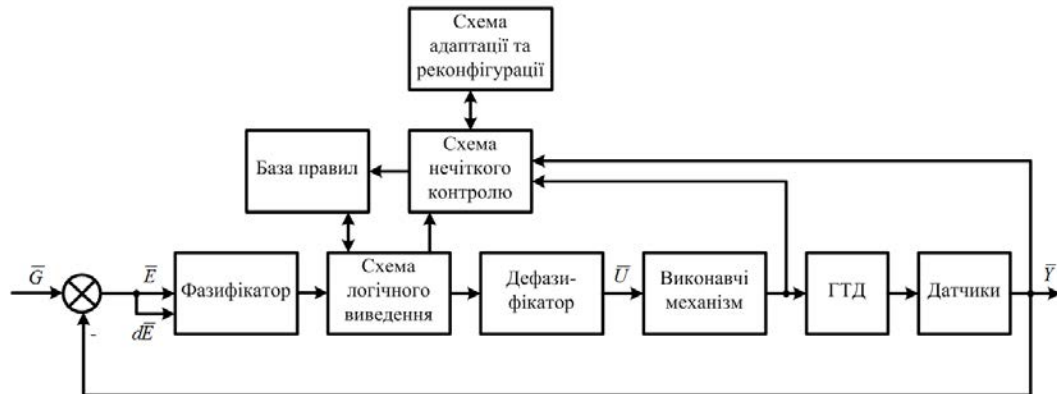 Схема
адаптації та
реконфігурації
База правил
Схема
нечіткого
контролю
G
E
dE
-
Фазифікатор
Схема
логічного
виведення
Дефази-
фікатор
U
Виконавчі
механізм
ГТД
Датчики
Y